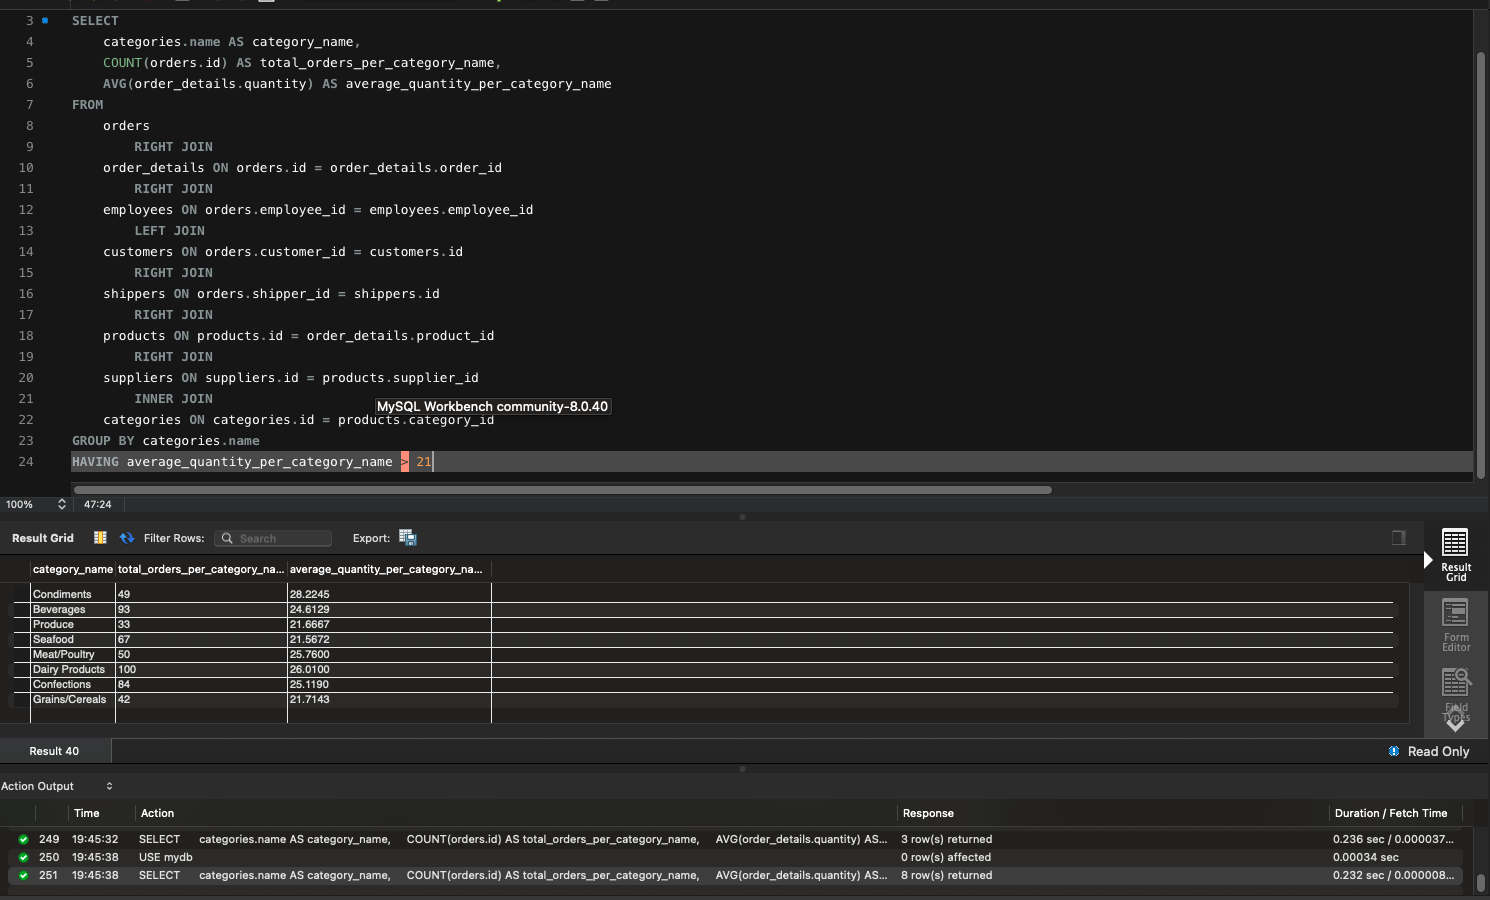 3 SELECT
4 categories.name AS category_name,
5 COUNT(orders.id) AS total_orders_per_category_name,
6 AVG(order_details.quantity) AS average_quantity_per_category_name
7 FROM
8 orders
9 RIGHT JOIN
10 order_details ON orders.id = order_details.order_id
11 RIGHT JOIN
12 employees ON orders.employee_id = employees.employee_id
13 LEFT JOIN
14 customers ON orders.customer_id = customers.id
15 RIGHT JOIN
16 shippers ON orders.shipper_id = shippers.id
17 RIGHT JOIN
18 products ON products.id = order_details.product_id
19 RIGHT JOIN
20 suppliers ON suppliers.id = products.supplier_id
21 INNER JOIN
MySQL Workbench community-8.0.40
22 categories ON categories.id = products.category_id
23 GROUP BY categories.name
24 HAVING average_quantity_per_category_name > 21
100% 47:24
Result Grid Filter Rows: Search Export:
Result Grid
Form Editor
Field Types
category_name total_orders_per_category_na... average_quantity_per_category_na...
Condiments 49 28.2245
Beverages 93 24.6129
Produce 33 21.6667
Seafood 67 21.5672
Meat/Poultry 50 25.7600
Dairy Products 100 26.0100
Confections 84 25.1190
Grains/Cereals 42 21.7143
Result 40 Read Only
Action Output
Time Action Response Duration / Fetch Time
249 19:45:32 SELECT categories.name AS category_name, COUNT(orders.id) AS total_orders_per_category_name, AVG(order_details.quantity) AS... 3 row(s) returned 0.236 sec / 0.000037...
250 19:45:38 USE mydb 0 row(s) affected 0.00034 sec
251 19:45:38 SELECT categories.name AS category_name, COUNT(orders.id) AS total_orders_per_category_name, AVG(order_details.quantity) AS... 8 row(s) returned 0.232 sec / 0.000008...